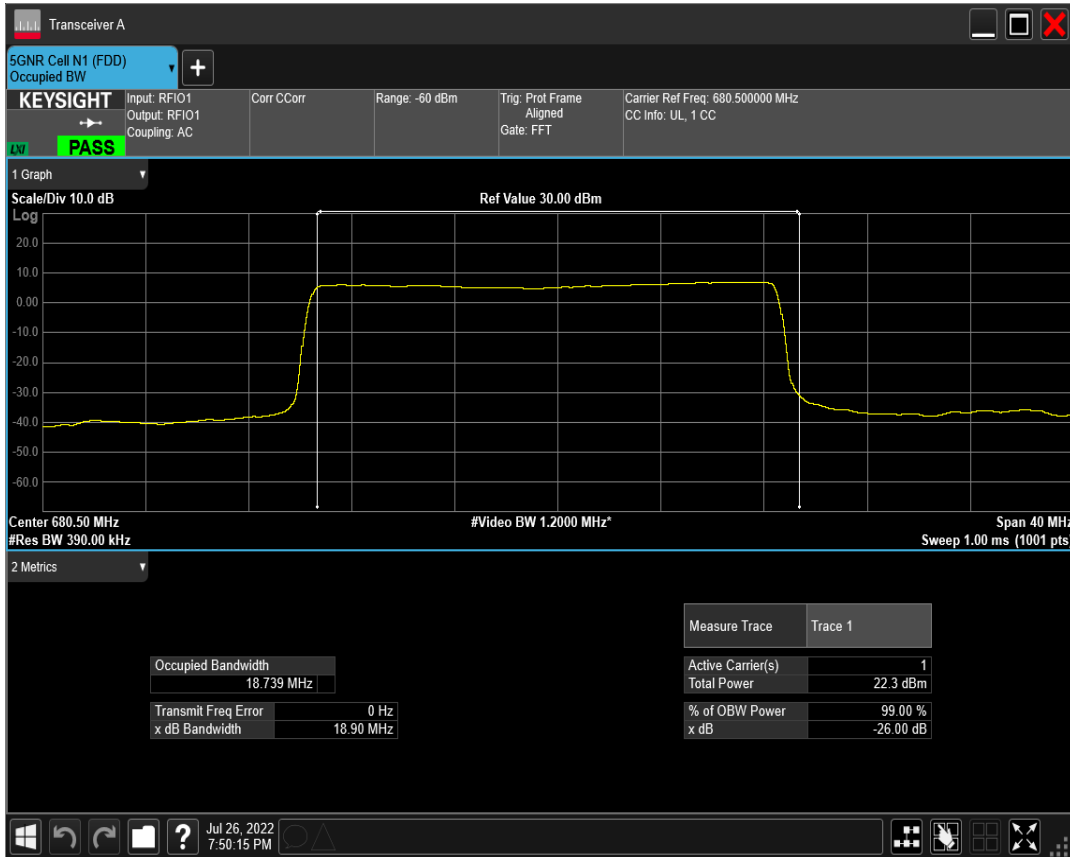 Transceiver A
5GNR Cell N1 (FDD)
Occupied BW
+
KEYSIGHT
LXI
PASS
Input: RFIO1
Output: RFIO1
Coupling: AC
Corr CCorr
Range: -60 dBm
Trig: Prot Frame
Aligned
Gate: FFT
Carrier Ref Freq: 680.500000 MHz
CC Info: UL, 1 CC
1 Graph
Scale/Div 10.0 dB
Ref Value 30.00 dBm
Log
20.0
10.0
0.00
-10.0
-20.0
-30.0
-40.0
-50.0
-60.0
Center 680.50 MHz
#Video BW 1.2000 MHz*
Span 40 MHz
#Res BW 390.00 kHz
Sweep 1.00 ms (1001 pts)
2 Metrics
Measure Trace Trace 1
Occupied Bandwidth
18.739 MHz
Active Carrier(s) 1
Total Power 22.3 dBm
Transmit Freq Error 0 Hz
x dB Bandwidth 18.90 MHz
% of OBW Power 99.00 %
x dB -26.00 dB
?
Jul 26, 2022
7:50:15 PM